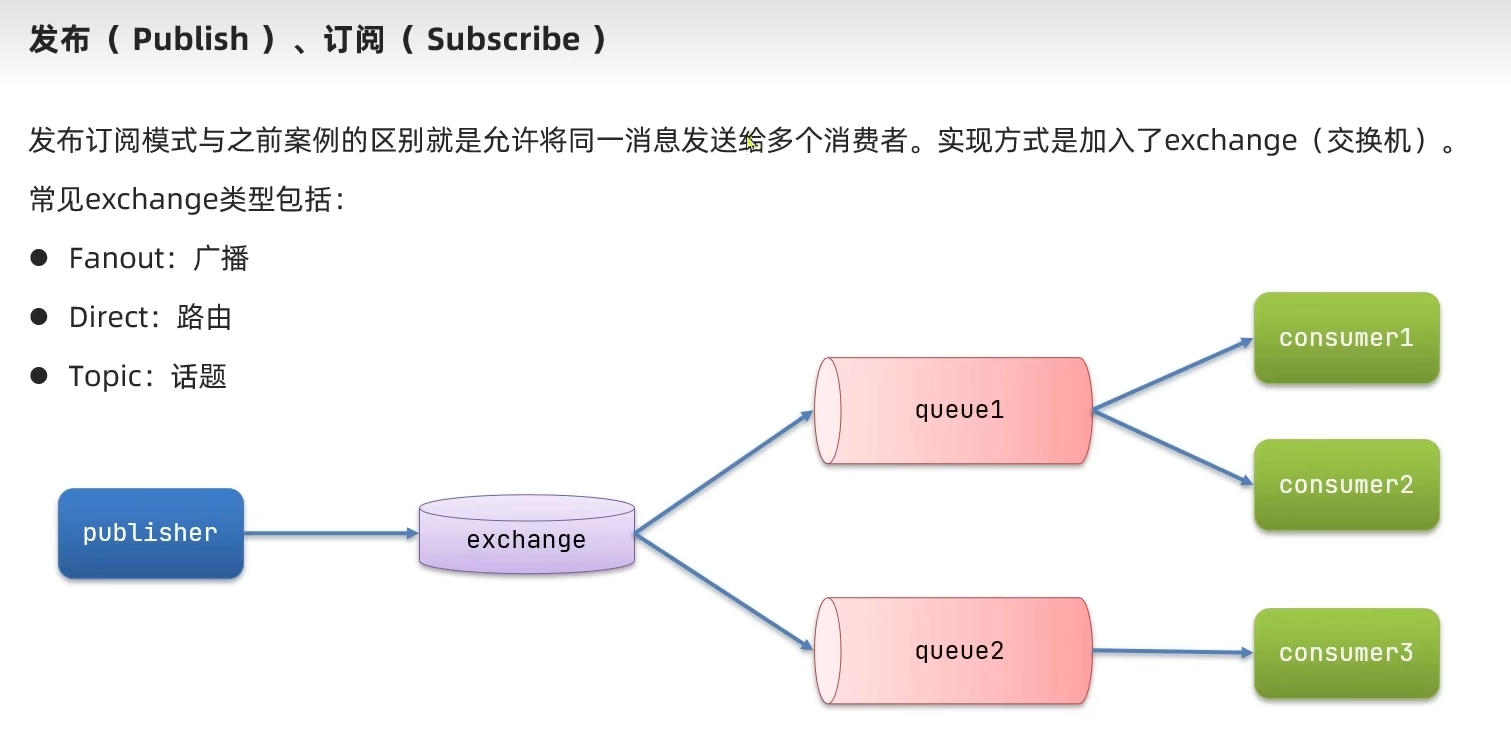 发布（ Publish ）、订阅（ Subscribe ）
发布订阅模式与之前案例的区别就是允许将同一消息发送给多个消费者。实现方式是加入了exchange（交换机）。
常见exchange类型包括：
● Fanout：广播
● Direct：路由
● Topic：话题
publisher
exchange
queue1
queue2
consumer1
consumer2
consumer3